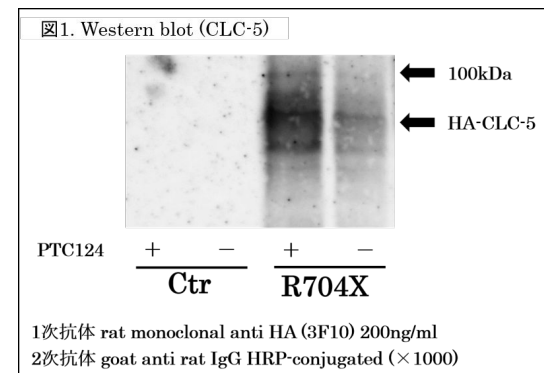 図1. Western blot (CLC-5)
100kDa
HA-CLC-5
PTC124 + − + −
Ctr R704X
1次抗体 rat monoclonal anti HA (3F10) 200ng/ml
2次抗体 goat anti rat IgG HRP-conjugated (×1000)